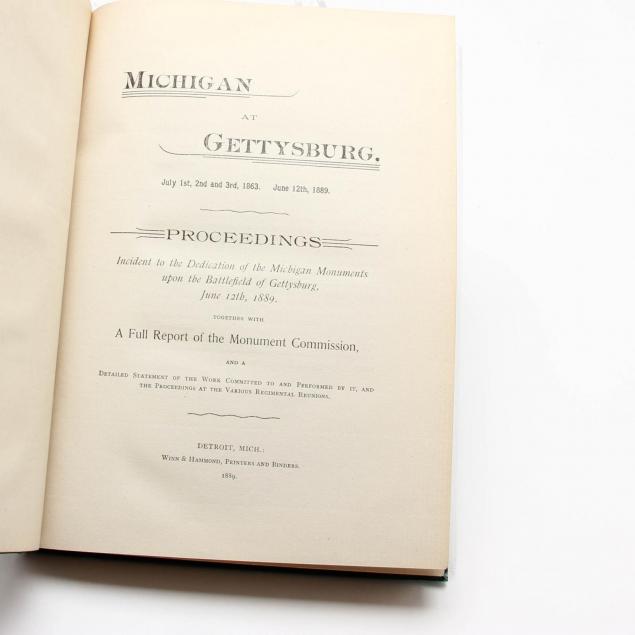 MICHIGAN
AT
GETTYSBURG.
July 1st, 2nd and 3rd, 1863. June 12th, 1889.
PROCEEDINGS
Incident to the Dedication of the Michigan Monuments
upon the Battlefield of Gettysburg,
June 12th, 1889.
TOGETHER WITH
A Full Report of the Monument Commission,
AND A
DETAILED STATEMENT OF THE WORK COMMITTED TO AND PERFORMED BY IT, AND
THE PROCEEDINGS AT THE VARIOUS REGIMENTAL REUNIONS.
DETROIT, MICH.:
WINN & HAMMOND, PRINTERS AND BINDERS.
1889.